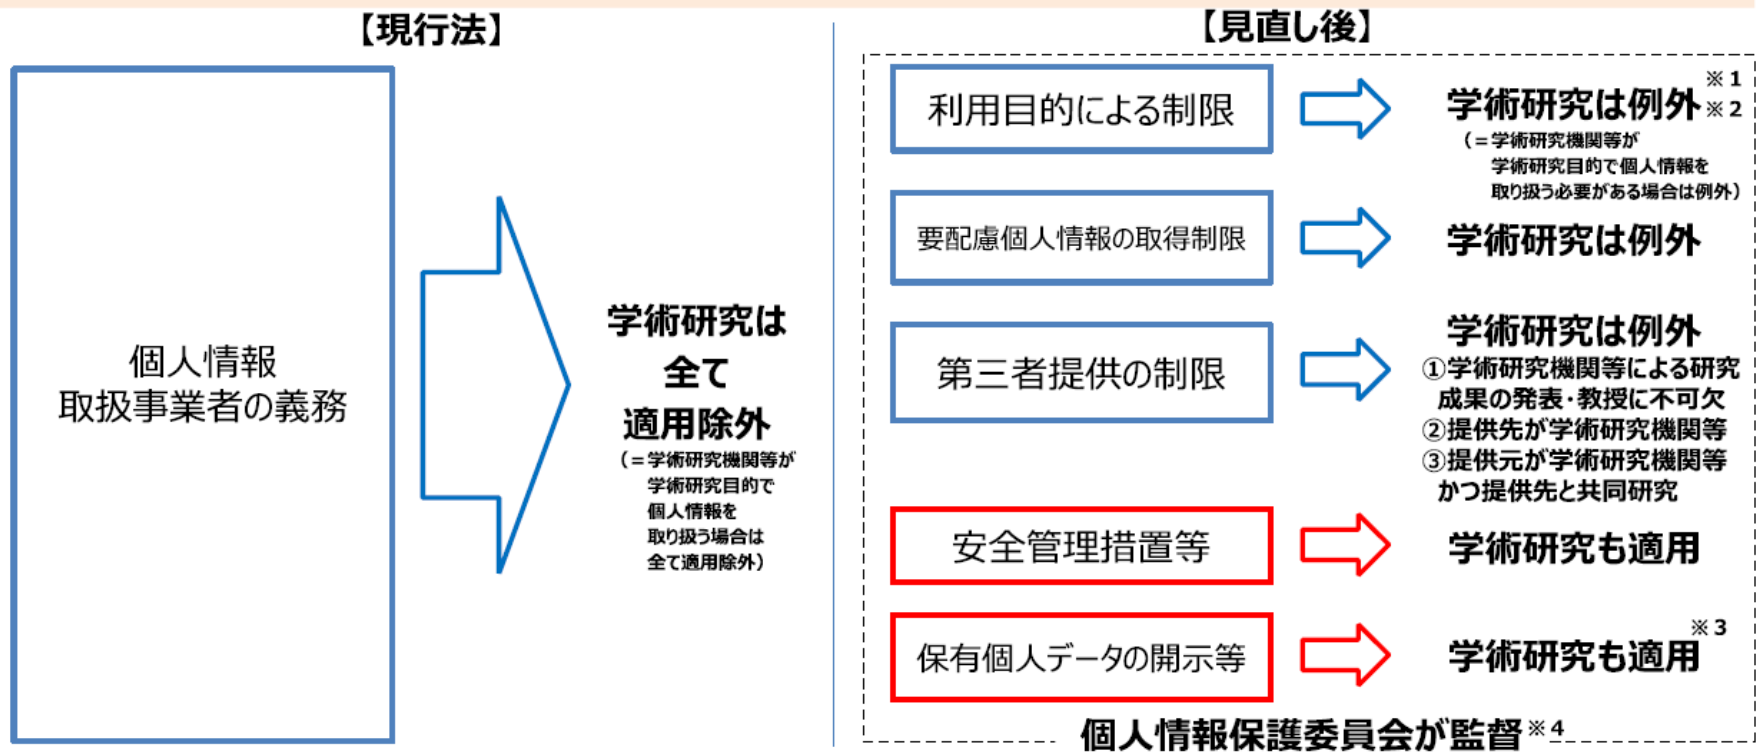 【現行法】
個人情報
取扱事業者の義務
学術研究は
全て
適用除外
（＝学術研究機関等が
学術研究目的で
個人情報を
取り扱う場合は
全て適用除外）
【見直し後】
利用目的による制限
学術研究は例外※1
※2
（＝学術研究機関等が
学術研究目的で個人情報を
取り扱う必要がある場合は例外）
要配慮個人情報の取得制限
学術研究は例外
第三者提供の制限
学術研究は例外
①学術研究機関等による研究
成果の発表・教授に不可欠
②提供先が学術研究機関等
③提供元が学術研究機関等
かつ提供先と共同研究
安全管理措置等
学術研究も適用
保有個人データの開示等
学術研究も適用※3
個人情報保護委員会が監督※4